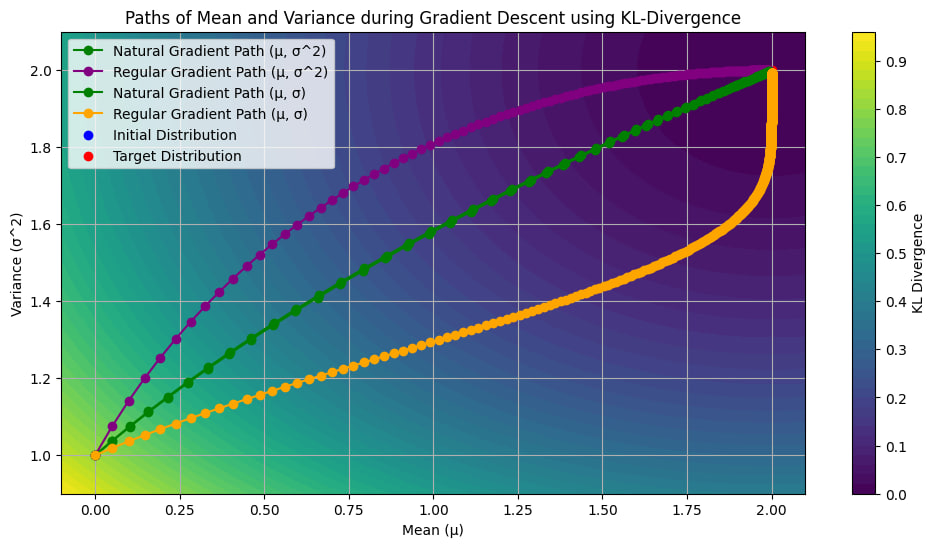 Paths of Mean and Variance during Gradient Descent using KL-Divergence
Natural Gradient Path (μ, σ^2)
Regular Gradient Path (μ, σ^2)
Natural Gradient Path (μ, σ)
Regular Gradient Path (μ, σ)
Initial Distribution
Target Distribution
Variance (σ^2)
2.0
1.8
1.6
1.4
1.2
1.0
0.00
0.25
0.50
0.75
1.00
1.25
1.50
1.75
2.00
Mean (μ)
0.9
0.8
0.7
0.6
0.5
0.4
0.3
0.2
0.1
0.0
KL Divergence